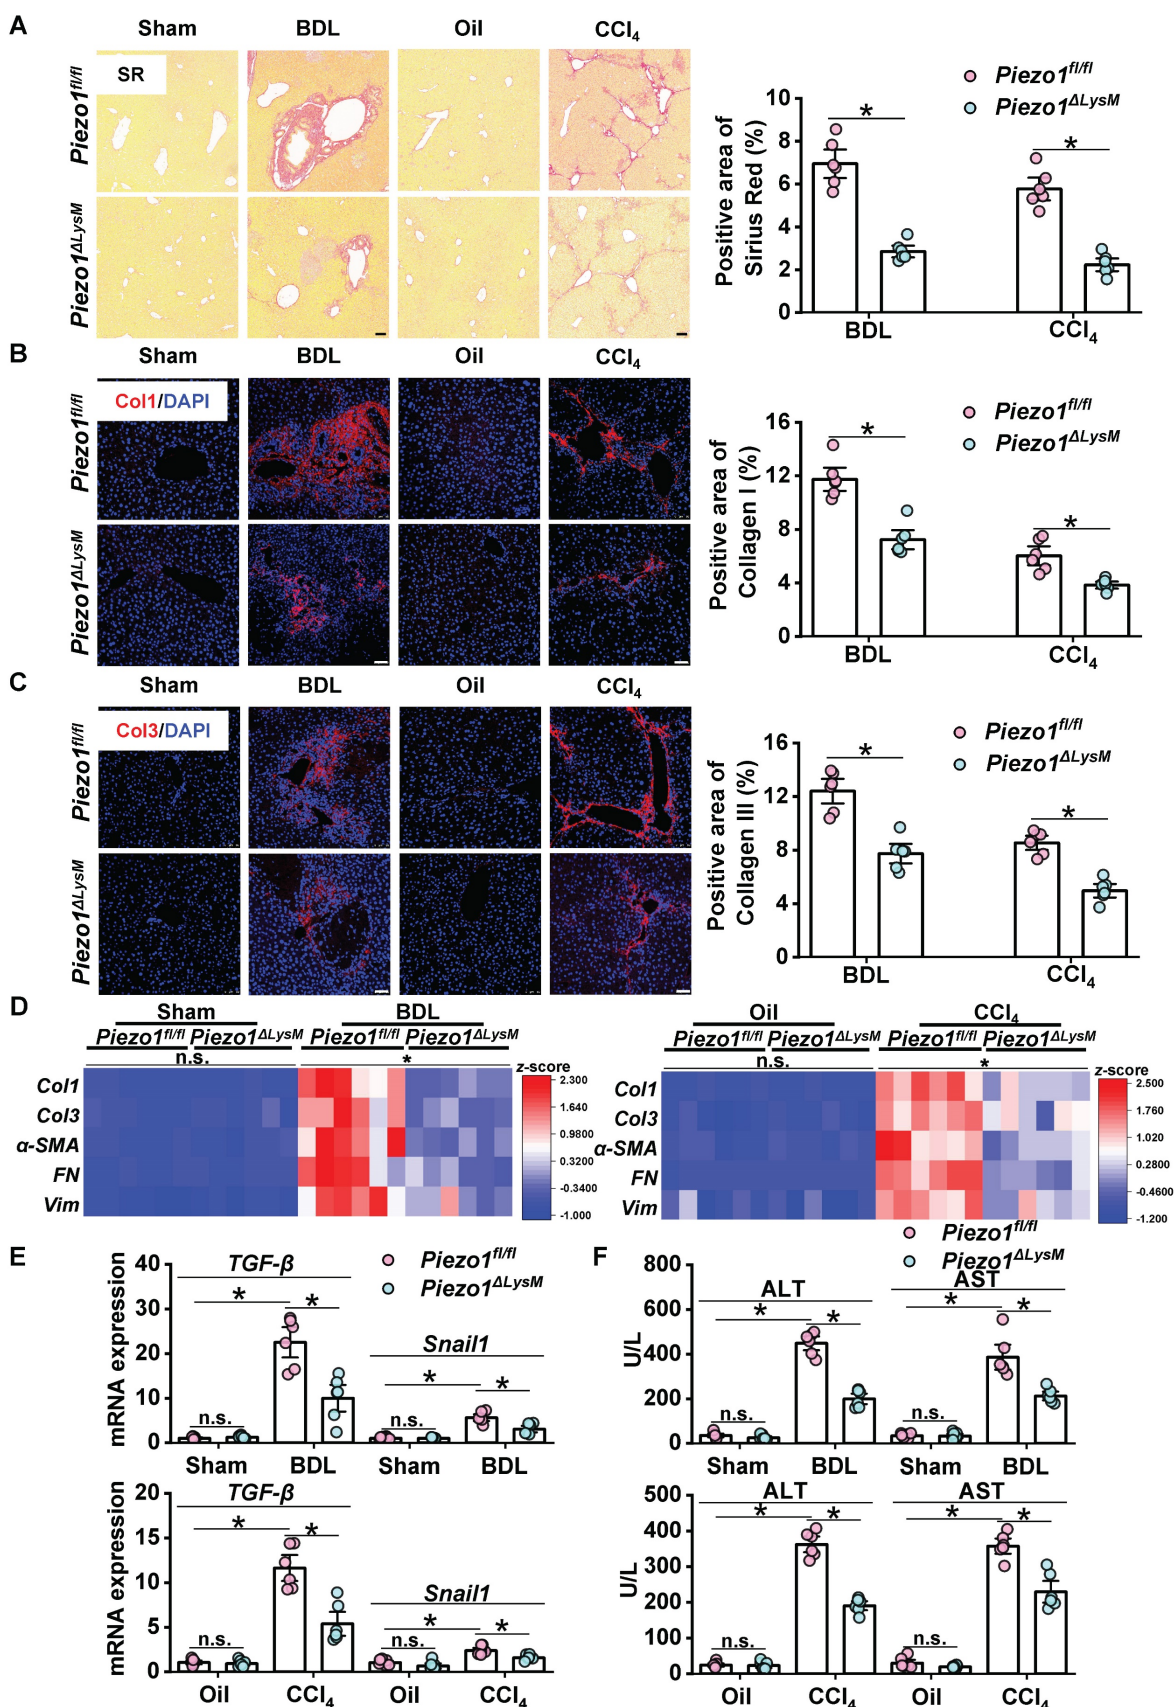 A
Sham BDL Oil CCl4
Piezo1fl/fl
SR
Piezo1ΔLysM
Piezo1fl/fl
Piezo1ΔLysM
Positive area of
Sirius Red (%)
10
8
6
4
2
0
*
*
BDL CCl4
B
Sham BDL Oil CCl4
Piezo1fl/fl
Col1/DAPI
Piezo1ΔLysM
Piezo1fl/fl
Piezo1ΔLysM
Positive area of
Collagen I (%)
16
12
8
4
0
*
*
BDL CCl4
C
Sham BDL Oil CCl4
Piezo1fl/fl
Col3/DAPI
Piezo1ΔLysM
Piezo1fl/fl
Piezo1ΔLysM
Positive area of
Collagen III (%)
16
12
8
4
0
*
*
BDL CCl4
D
Sham BDL
Piezo1fl/fl Piezo1ΔLysM Piezo1fl/fl Piezo1ΔLysM
n.s. *
z-score
Col1
Col3
α-SMA
FN
Vim
2.300
1.640
0.9800
0.3200
-0.3400
-1.000
Oil CCl4
Piezo1fl/fl Piezo1ΔLysM Piezo1fl/fl Piezo1ΔLysM
n.s. *
z-score
Col1
Col3
α-SMA
FN
Vim
2.500
1.760
1.020
0.2800
-0.4600
-1.200
E
Piezo1fl/fl
Piezo1ΔLysM
mRNA expression
40
30
20
10
0
TGF-β
* *
n.s.
Snail1
* *
n.s.
Sham BDL Sham BDL
mRNA expression
20
15
10
5
0
TGF-β
* *
n.s.
Snail1
* *
n.s.
Oil CCl4 Oil CCl4
F
Piezo1fl/fl
Piezo1ΔLysM
U/L
800
600
400
200
0
ALT AST
* * * *
n.s. n.s.
Sham BDL Sham BDL
U/L
500
400
300
200
100
0
ALT AST
* * * *
n.s. n.s.
Oil CCl4 Oil CCl4